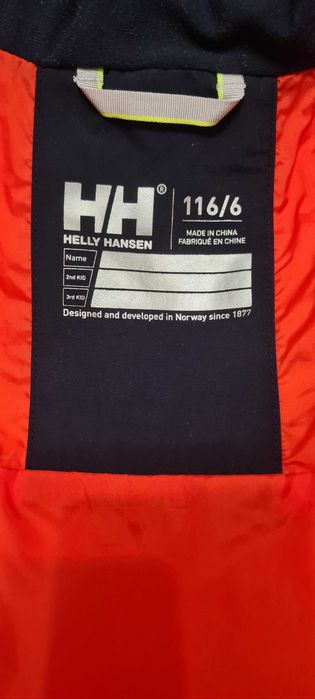 HH®
HELLY HANSEN
116/6
MADE IN CHINA
FABRIQUÉ EN CHINE
Name
2nd KID
3rd KID
Designed and developed in Norway since 1877